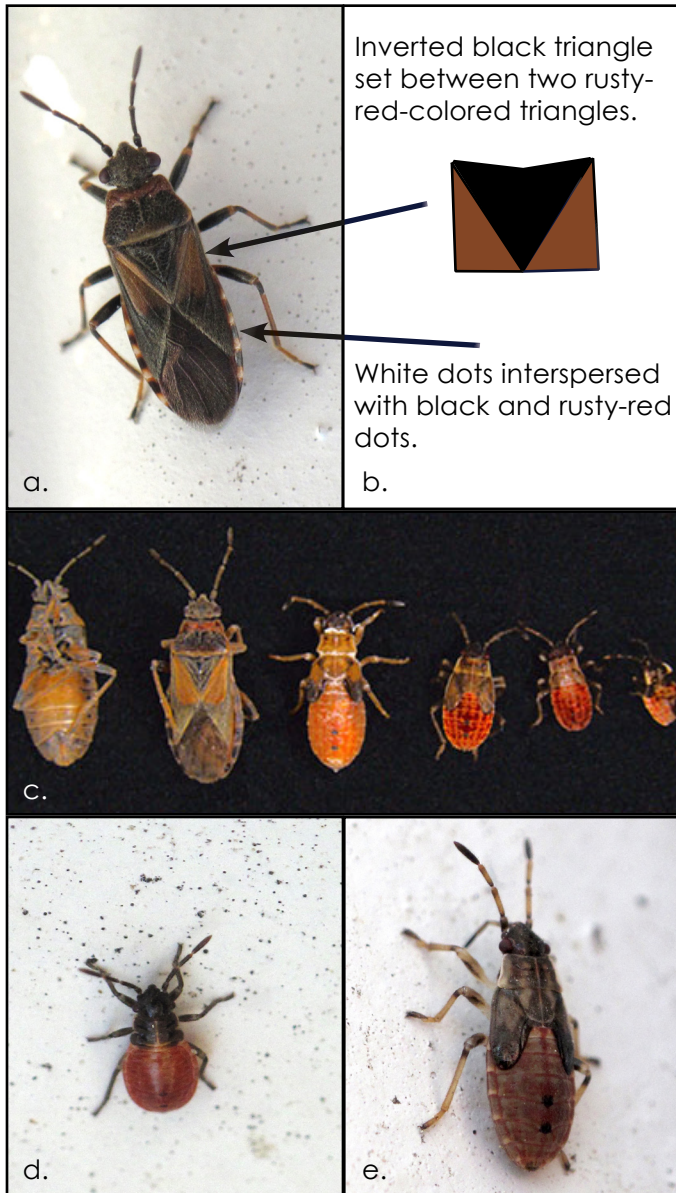 Inverted black triangle
set between two rusty-
red-colored triangles.
White dots interspersed
with black and rusty-red
dots.
a.
b.
c.
d.
e.